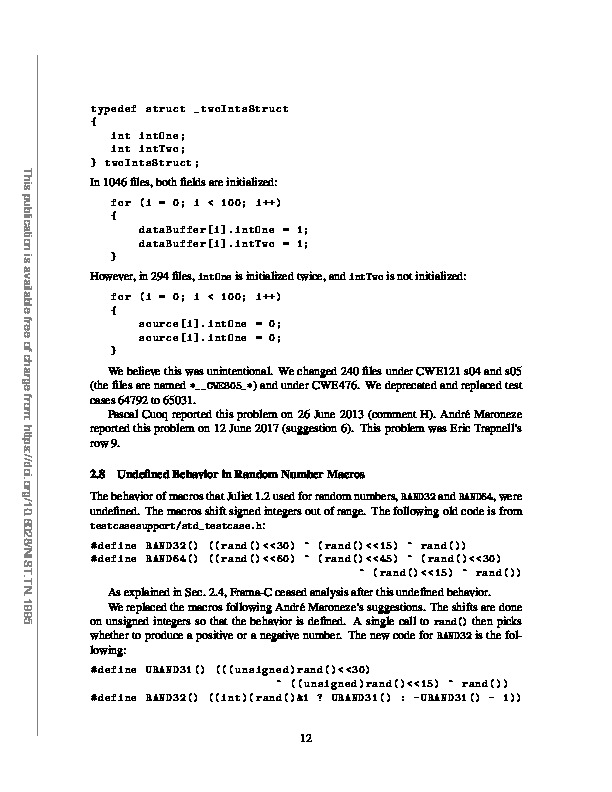 typedef struct _twoIntsStruct
{
int intOne;
int intTwo;
} twoIntsStruct;
In 1046 files, both fields are initialized:
for (i = 0; i < 100; i++)
{
dataBuffer[i].intOne = 1;
dataBuffer[i].intTwo = 1;
}
However, in 294 files, intOne is initialized twice, and intTwo is not initialized:
for (i = 0; i < 100; i++)
{
source[i].intOne = 0;
source[i].intOne = 0;
}
We believe this was unintentional. We changed 240 files under CWE121 s04 and s05
(the files are named *__CWE805_*) and under CWE476. We deprecated and replaced test
cases 64792 to 65031.
Pascal Cuoq reported this problem on 26 June 2013 (comment H). André Maroneze
reported this problem on 12 June 2017 (suggestion 6). This problem was Eric Trapnell's
row 9.
2.8 Undefined Behavior in Random Number Macros
The behavior of macros that Juliet 1.2 used for random numbers, RAND32 and RAND64, were
undefined. The macros shift signed integers out of range. The following old code is from
testcasesupport/std_testcase.h:
#define RAND32() ((rand()<<30) ^ (rand()<<15) ^ rand())
#define RAND64() ((rand()<<60) ^ (rand()<<45) ^ (rand()<<30)
^ (rand()<<15) ^ rand())
As explained in Sec. 2.4, Frama-C ceased analysis after this undefined behavior.
We replaced the macros following André Maroneze's suggestions. The shifts are done
on unsigned integers so that the behavior is defined. A single call to rand() then picks
whether to produce a positive or a negative number. The new code for RAND32 is the fol-
lowing:
#define URAND31() (((unsigned)rand()<<30)
^ ((unsigned)rand()<<15) ^ rand())
#define RAND32() ((int)(rand()&1 ? URAND31() : -URAND31() - 1))
12
This publication is available free of charge from: https://doi.org/10.6028/NIST.TN.1995